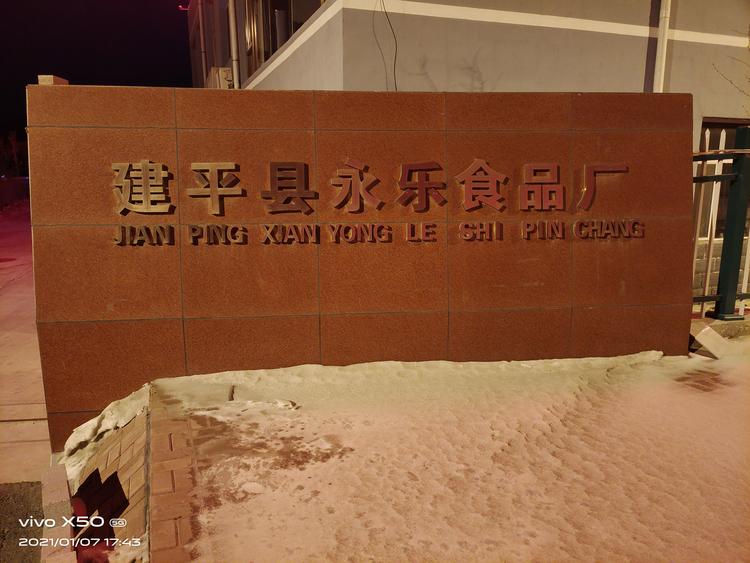 建平县永乐食品厂
JIAN PING XIAN YONG LE SHI PIN CHANG
vivo X50 5G
2021/01/07 17:43